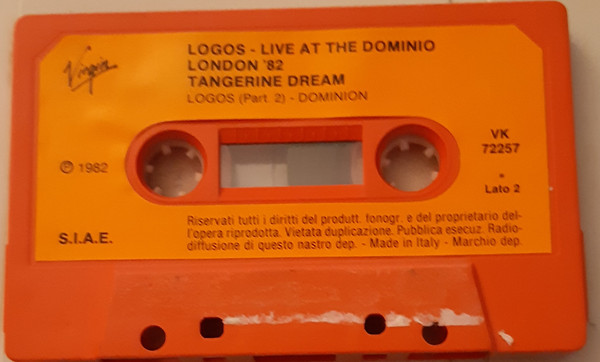 Virgin
LOGOS - LIVE AT THE DOMINIO
LONDON '82
TANGERINE DREAM
LOGOS (Part. 2) - DOMINION
VK
72257
Ⓟ 1982
Lato 2
S.I.A.E.
Riservati tutti i diritti del produtt. fonogr. e del proprietario del-
l'opera riprodotta. Vietata duplicazione. Pubblica esecuz. Radio-
diffusione di questo nastro dep. - Made in Italy - Marchio dep.